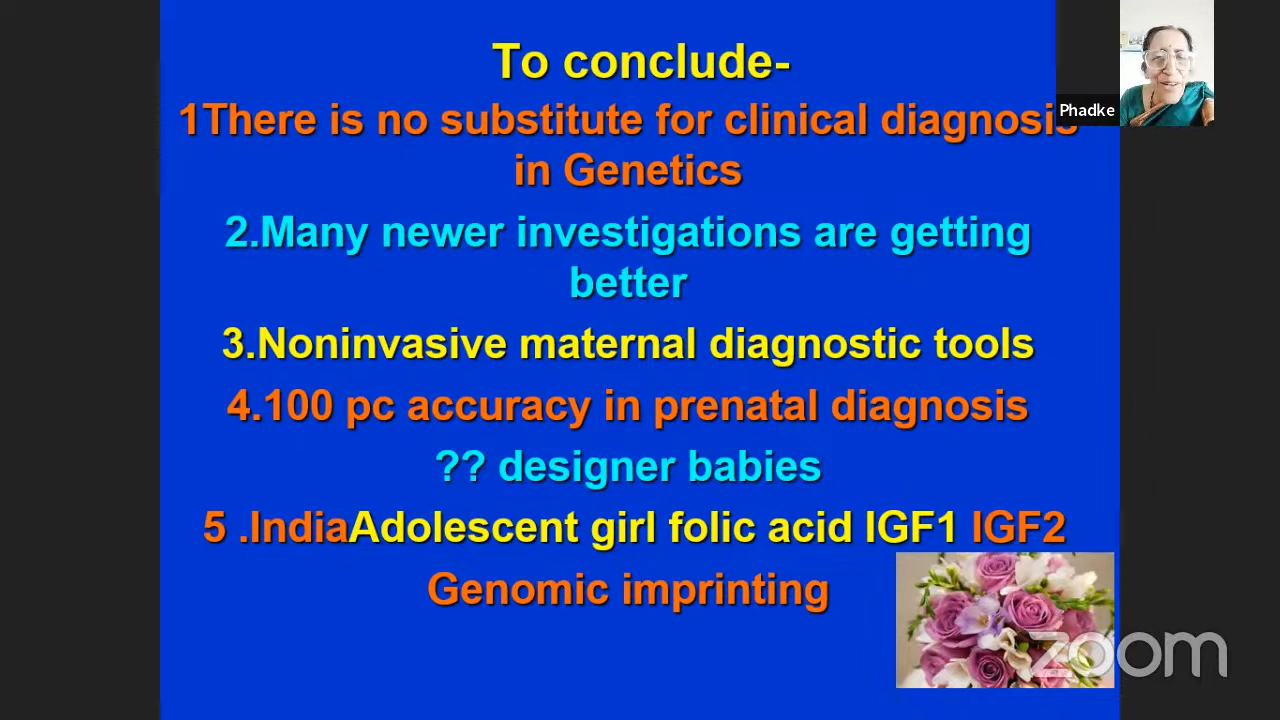 To conclude-
1There is no substitute for clinical diagnosis
in Genetics
2.Many newer investigations are getting
better
3.Noninvasive maternal diagnostic tools
4.100 pc accuracy in prenatal diagnosis
?? designer babies
5 .IndiaAdolescent girl folic acid IGF1 IGF2
Genomic imprinting
Phadke
zoom